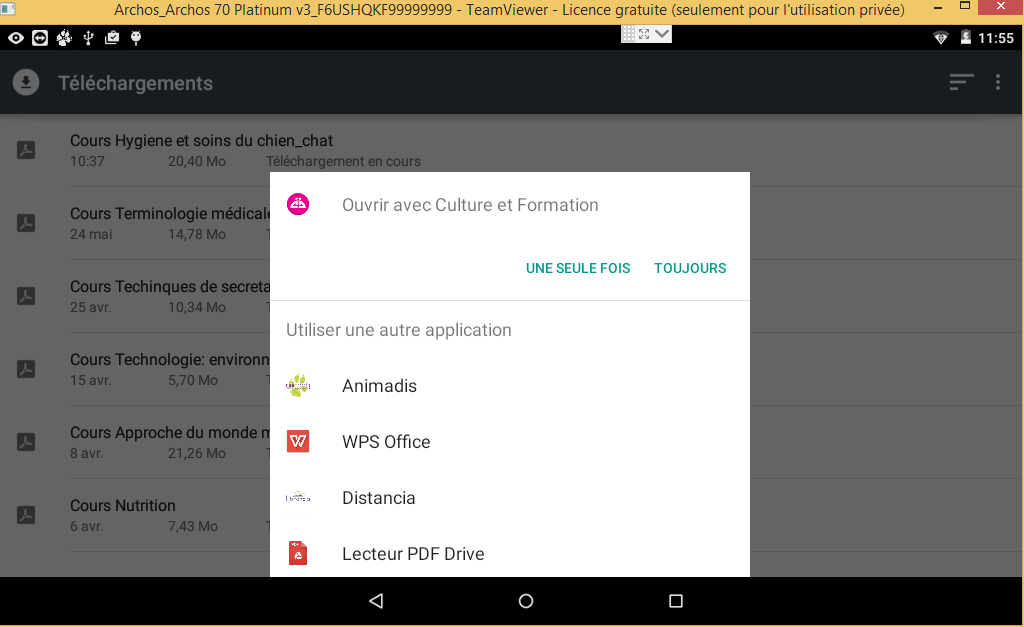 Archos_Archos 70 Platinum v3_F6USHQKF99999999 - TeamViewer - Licence gratuite (seulement pour l'utilisation privée)
11:55
Téléchargements
Cours Hygiene et soins du chien_chat
10:37 20,40 Mo Téléchargement en cours
Cours Terminologie médicale
24 mai 14,78 Mo
Cours Techinques de secreta
25 avr. 10,34 Mo
Cours Technologie: environn
15 avr. 5,70 Mo
Cours Approche du monde m
8 avr. 21,26 Mo
Cours Nutrition
6 avr. 7,43 Mo
Ouvrir avec Culture et Formation
UNE SEULE FOIS TOUJOURS
Utiliser une autre application
Animadis
WPS Office
Distancia
Lecteur PDF Drive